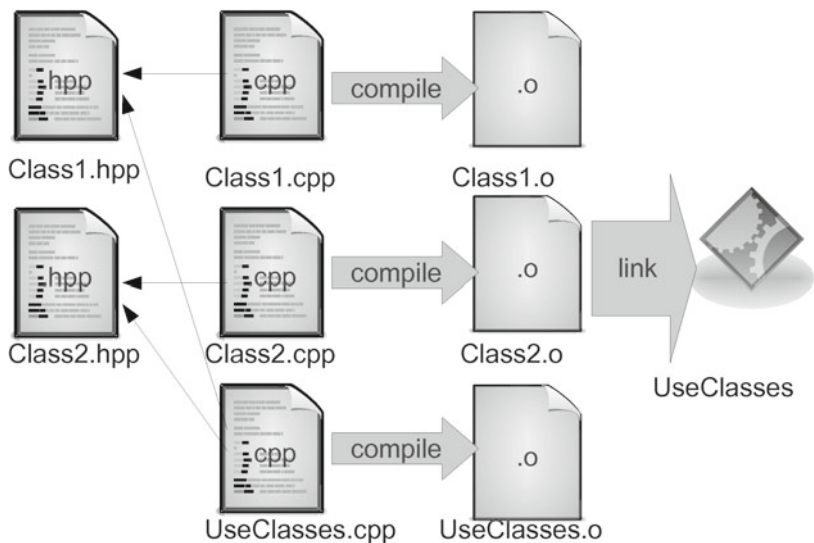 hpp
cpp
compile
.o
Class1.hpp
Class1.cpp
Class1.o
hpp
cpp
compile
.o
link
Class2.hpp
Class2.cpp
Class2.o
UseClasses
cpp
compile
.o
UseClasses.cpp
UseClasses.o